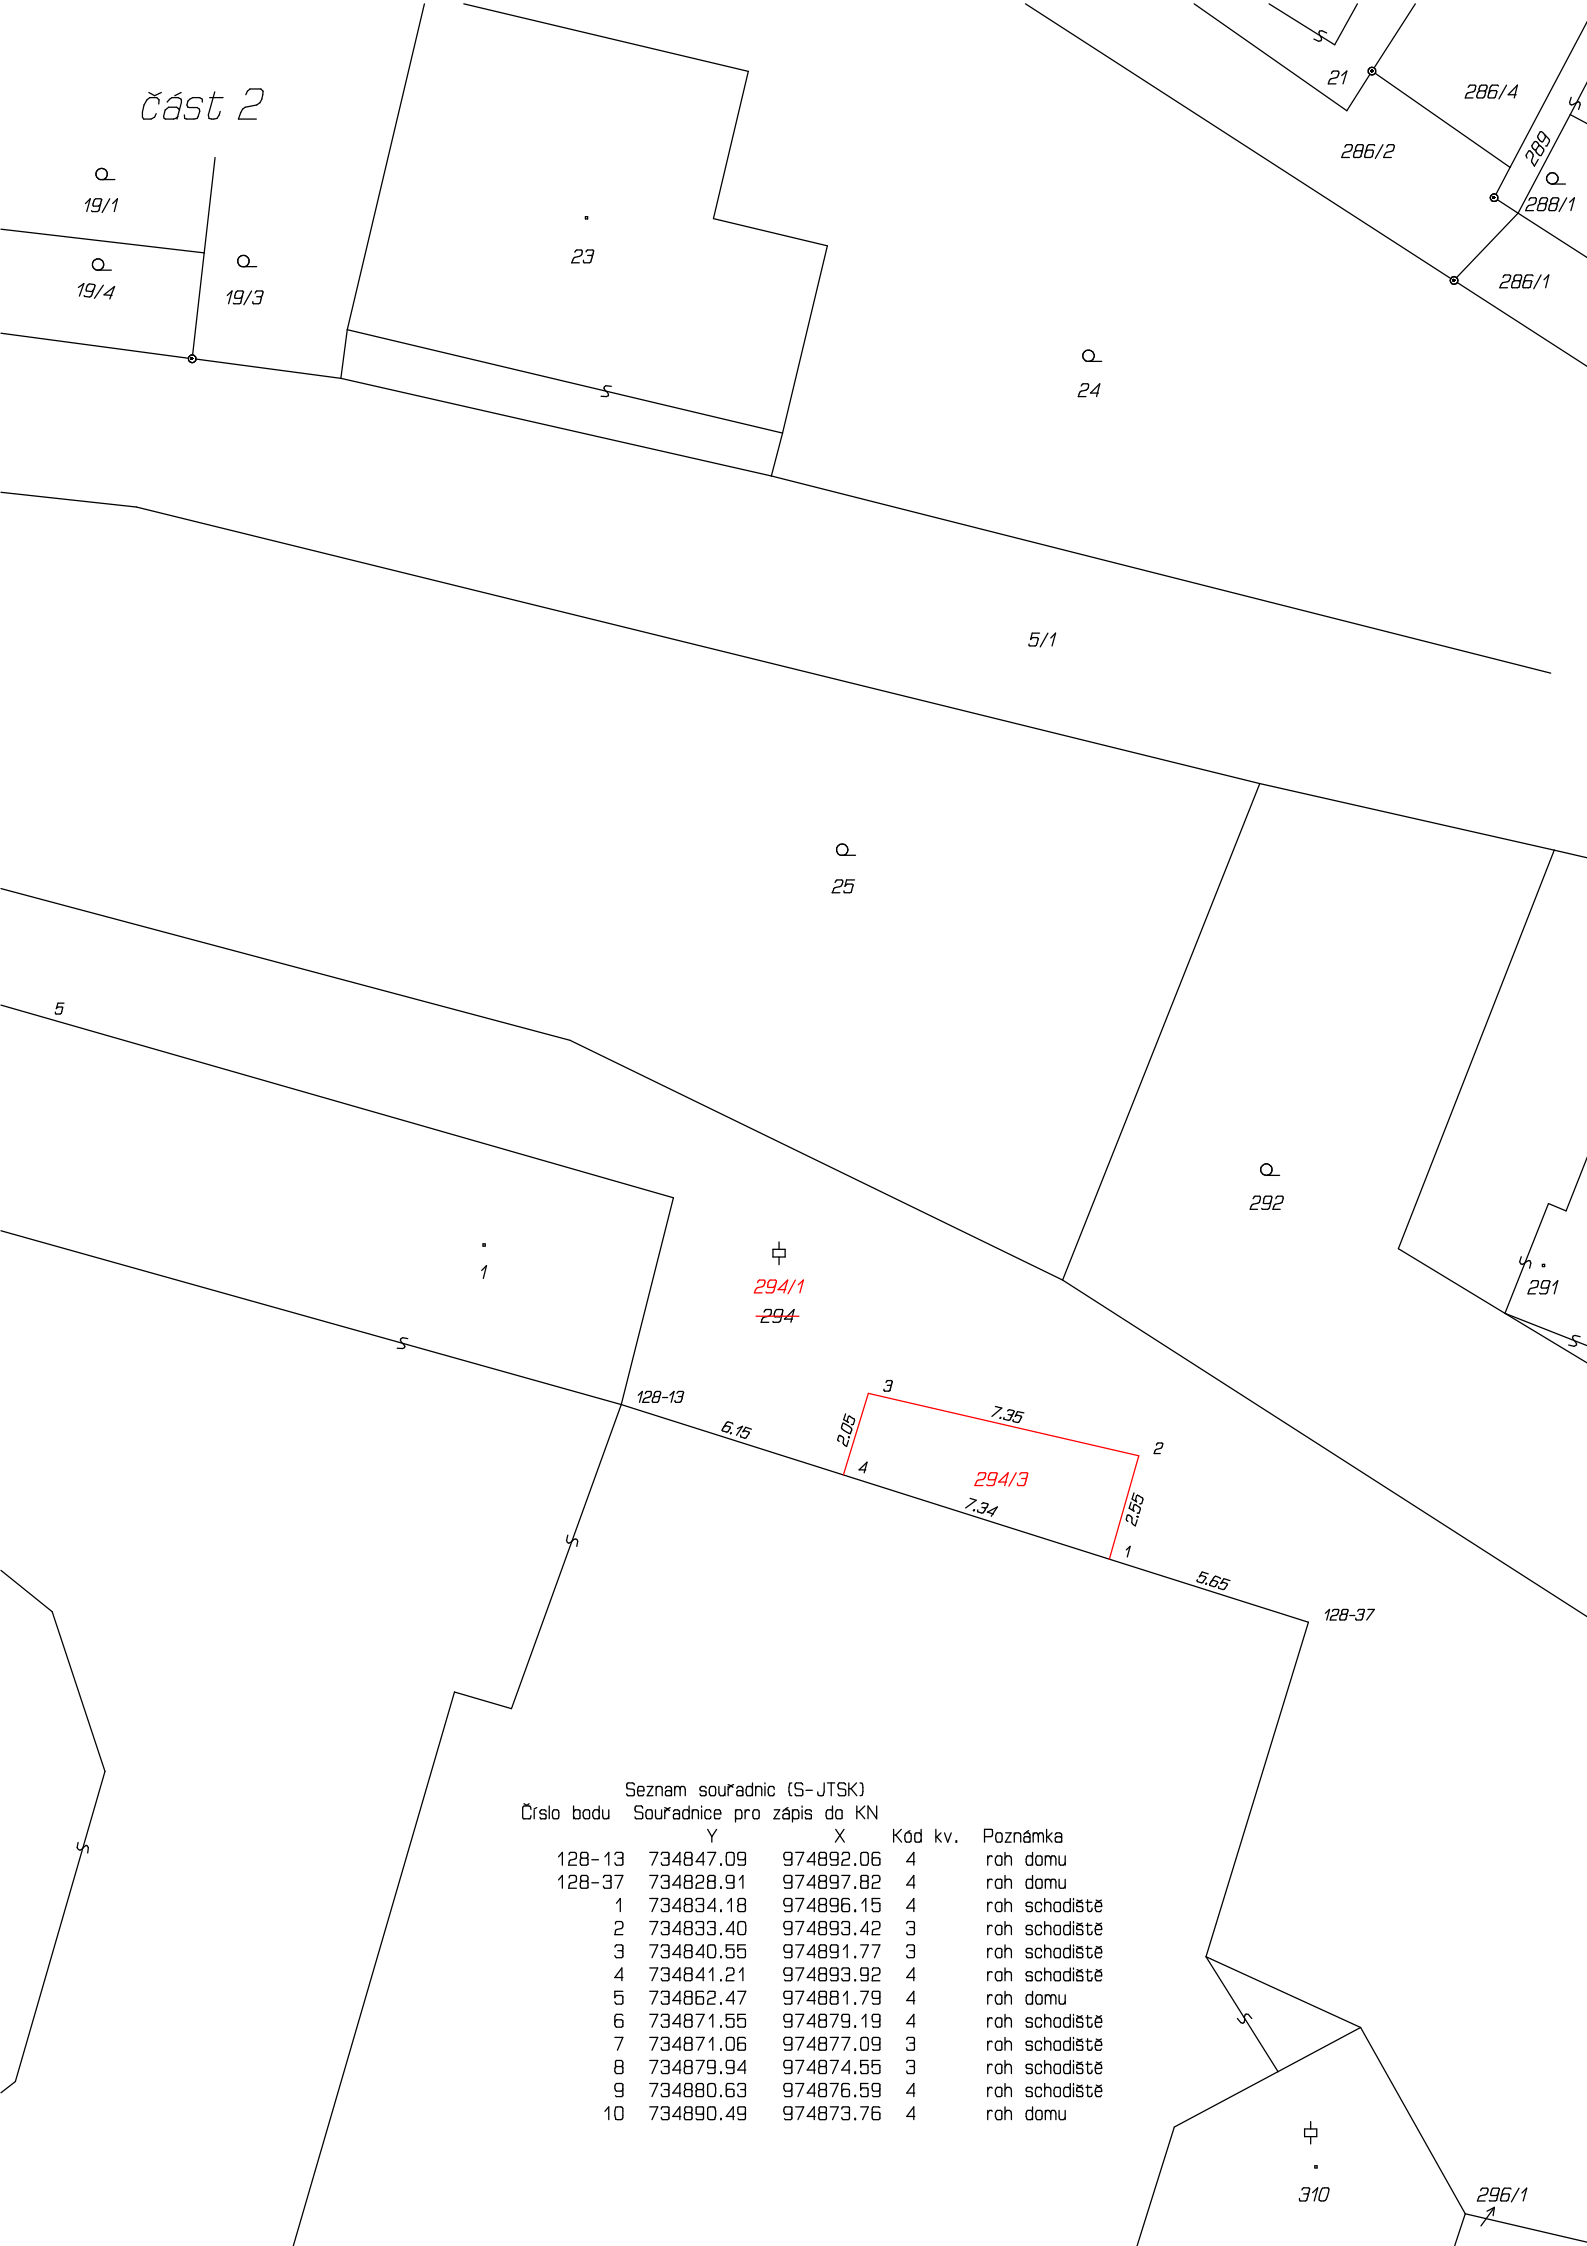 část 2
21
286/4
286/2
289
288/1
286/1
19/1
19/4
19/3
23
24
5/1
25
5
292
1
291
294/1
294
128-13
3
6.15
2.05
7.35
2
4
294/3
7.34
2.55
1
5.65
128-37
Seznam souřadnic (S-JTSK)
Číslo bodu Souřadnice pro zápis do KN
Y X Kód kv. Poznámka
128-13 734847.09 974892.06 4 roh domu
128-37 734828.91 974897.82 4 roh domu
1 734834.18 974896.15 4 roh schodiště
2 734833.40 974893.42 3 roh schodiště
3 734840.55 974891.77 3 roh schodiště
4 734841.21 974893.92 4 roh schodiště
5 734862.47 974881.79 4 roh domu
6 734871.55 974879.19 4 roh schodiště
7 734871.06 974877.09 3 roh schodiště
8 734879.94 974874.55 3 roh schodiště
9 734880.63 974876.59 4 roh schodiště
10 734890.49 974873.76 4 roh domu
310
296/1